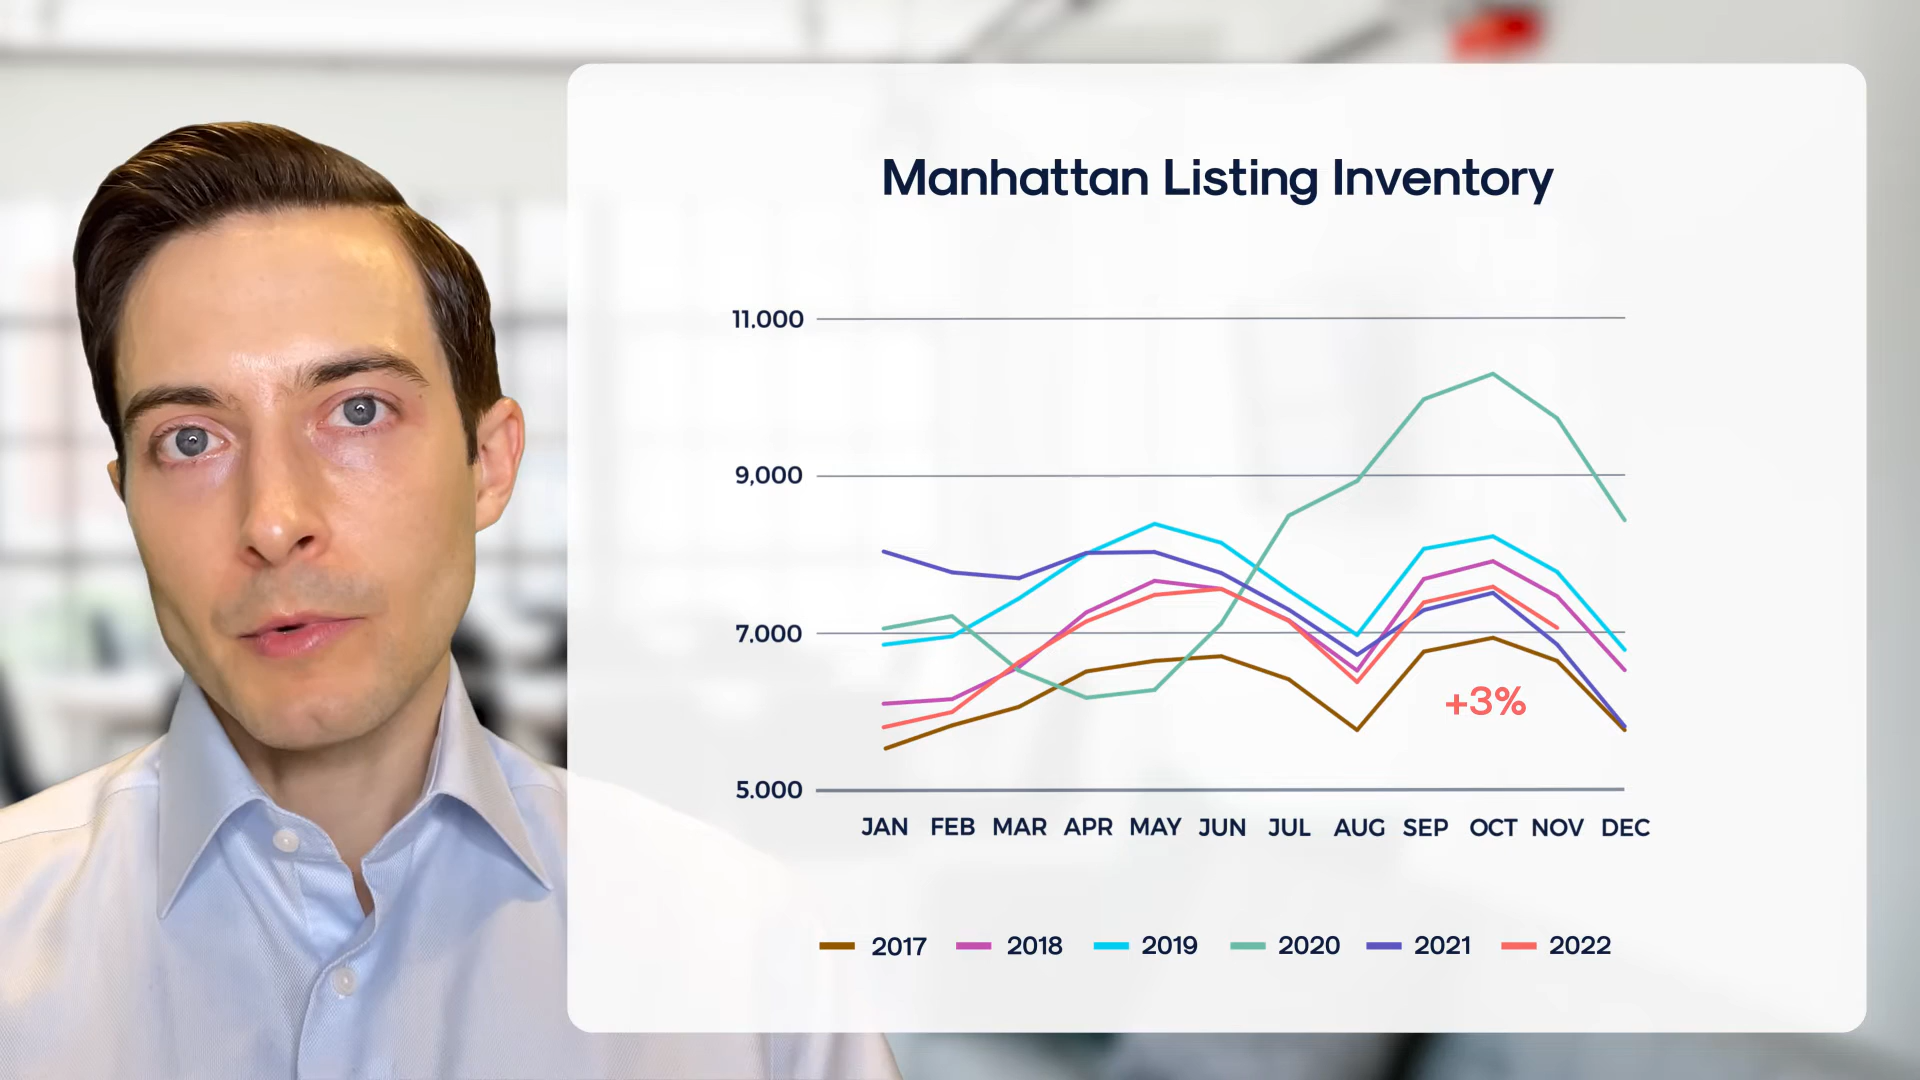 Manhattan Listing Inventory
11.000
9,000
7.000
+3%
5.000
JAN FEB MAR APR MAY JUN JUL AUG SEP OCT NOV DEC
2017 2018 2019 2020 2021 2022